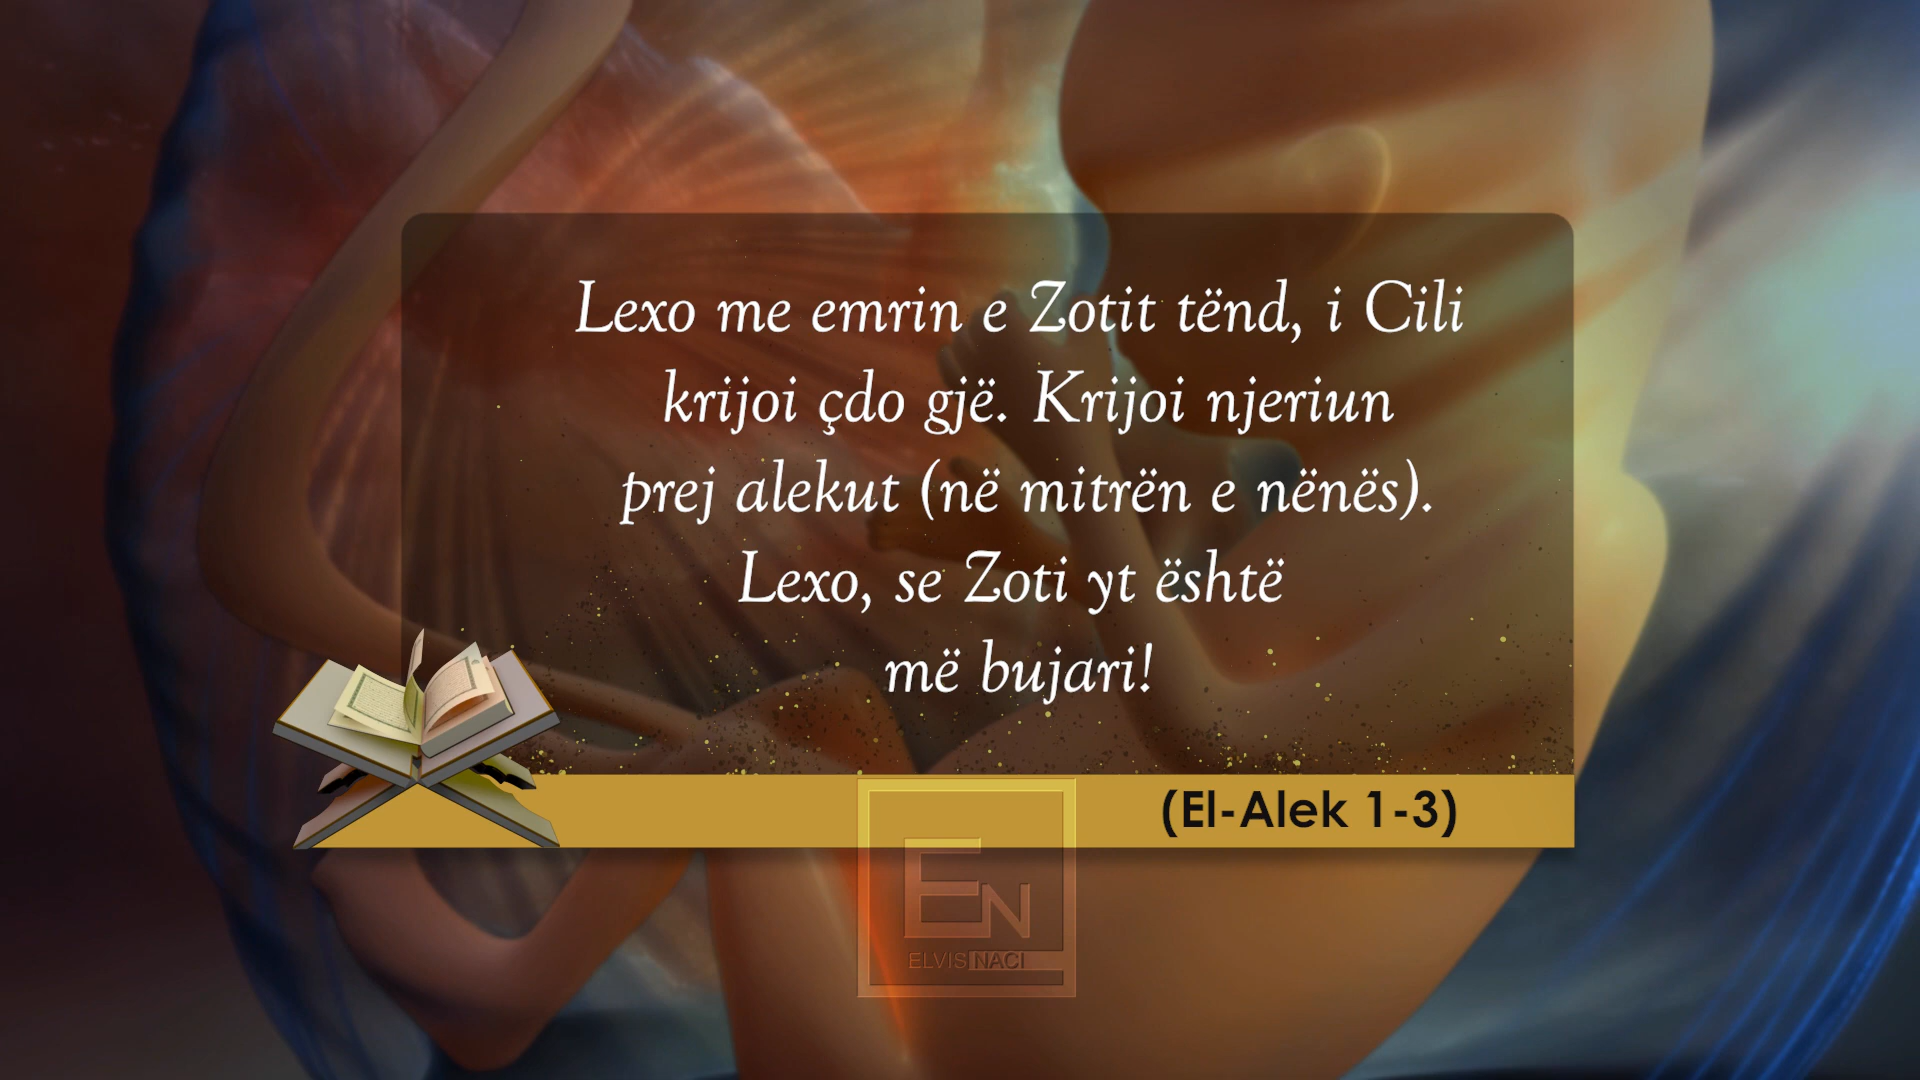 Lexo me emrin e Zotit tënd, i Cili
krijoi çdo gjë. Krijoi njeriun
prej alekut (në mitrën e nënës).
Lexo, se Zoti yt është
më bujari!
(El-Alek 1-3)
EN
ELVIS NACI